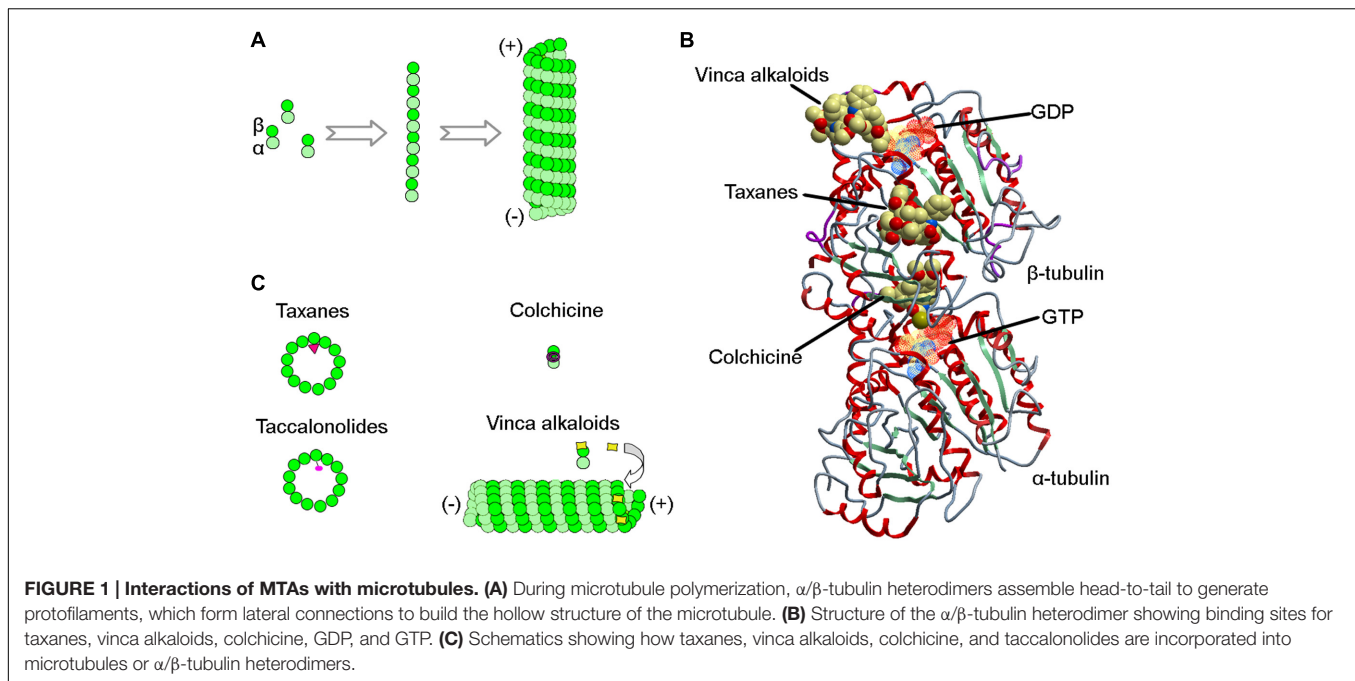 A
(+)
β
α
(-)
B
Vinca alkaloids
GDP
Taxanes
β-tubulin
GTP
Colchicine
α-tubulin
C
Taxanes
Colchicine
Taccalonolides
Vinca alkaloids
(-)
(+)
FIGURE 1 | Interactions of MTAs with microtubules. (A) During microtubule polymerization, α/β-tubulin heterodimers assemble head-to-tail to generate
protofilaments, which form lateral connections to build the hollow structure of the microtubule. (B) Structure of the α/β-tubulin heterodimer showing binding sites for
taxanes, vinca alkaloids, colchicine, GDP, and GTP. (C) Schematics showing how taxanes, vinca alkaloids, colchicine, and taccalonolides are incorporated into
microtubules or α/β-tubulin heterodimers.